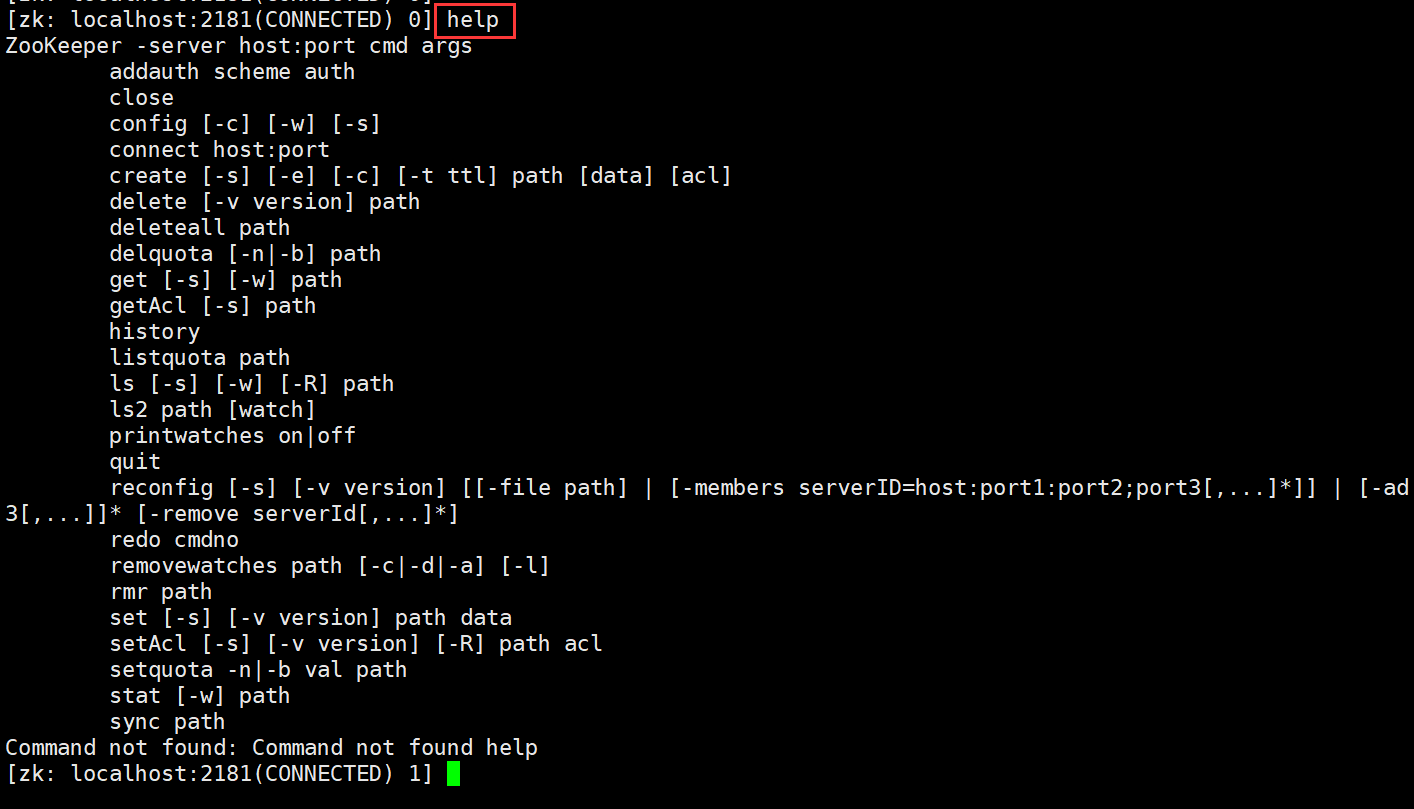 [zk: localhost:2181(CONNECTED) 0] help
ZooKeeper -server host:port cmd args
        addauth scheme auth
        close
        config [-c] [-w] [-s]
        connect host:port
        create [-s] [-e] [-c] [-t ttl] path [data] [acl]
        delete [-v version] path
        deleteall path
        delquota [-n|-b] path
        get [-s] [-w] path
        getAcl [-s] path
        history
        listquota path
        ls [-s] [-w] [-R] path
        ls2 path [watch]
        printwatches on|off
        quit
        reconfig [-s] [-v version] [[-file path] | [-members serverID=host:port1:port2;port3[,...]*]] | [-ad
3[,...]]* [-remove serverId[,...]*]
        redo cmdno
        removewatches path [-c|-d|-a] [-l]
        rmr path
        set [-s] [-v version] path data
        setAcl [-s] [-v version] [-R] path acl
        setquota -n|-b val path
        stat [-w] path
        sync path
Command not found: Command not found help
[zk: localhost:2181(CONNECTED) 1]